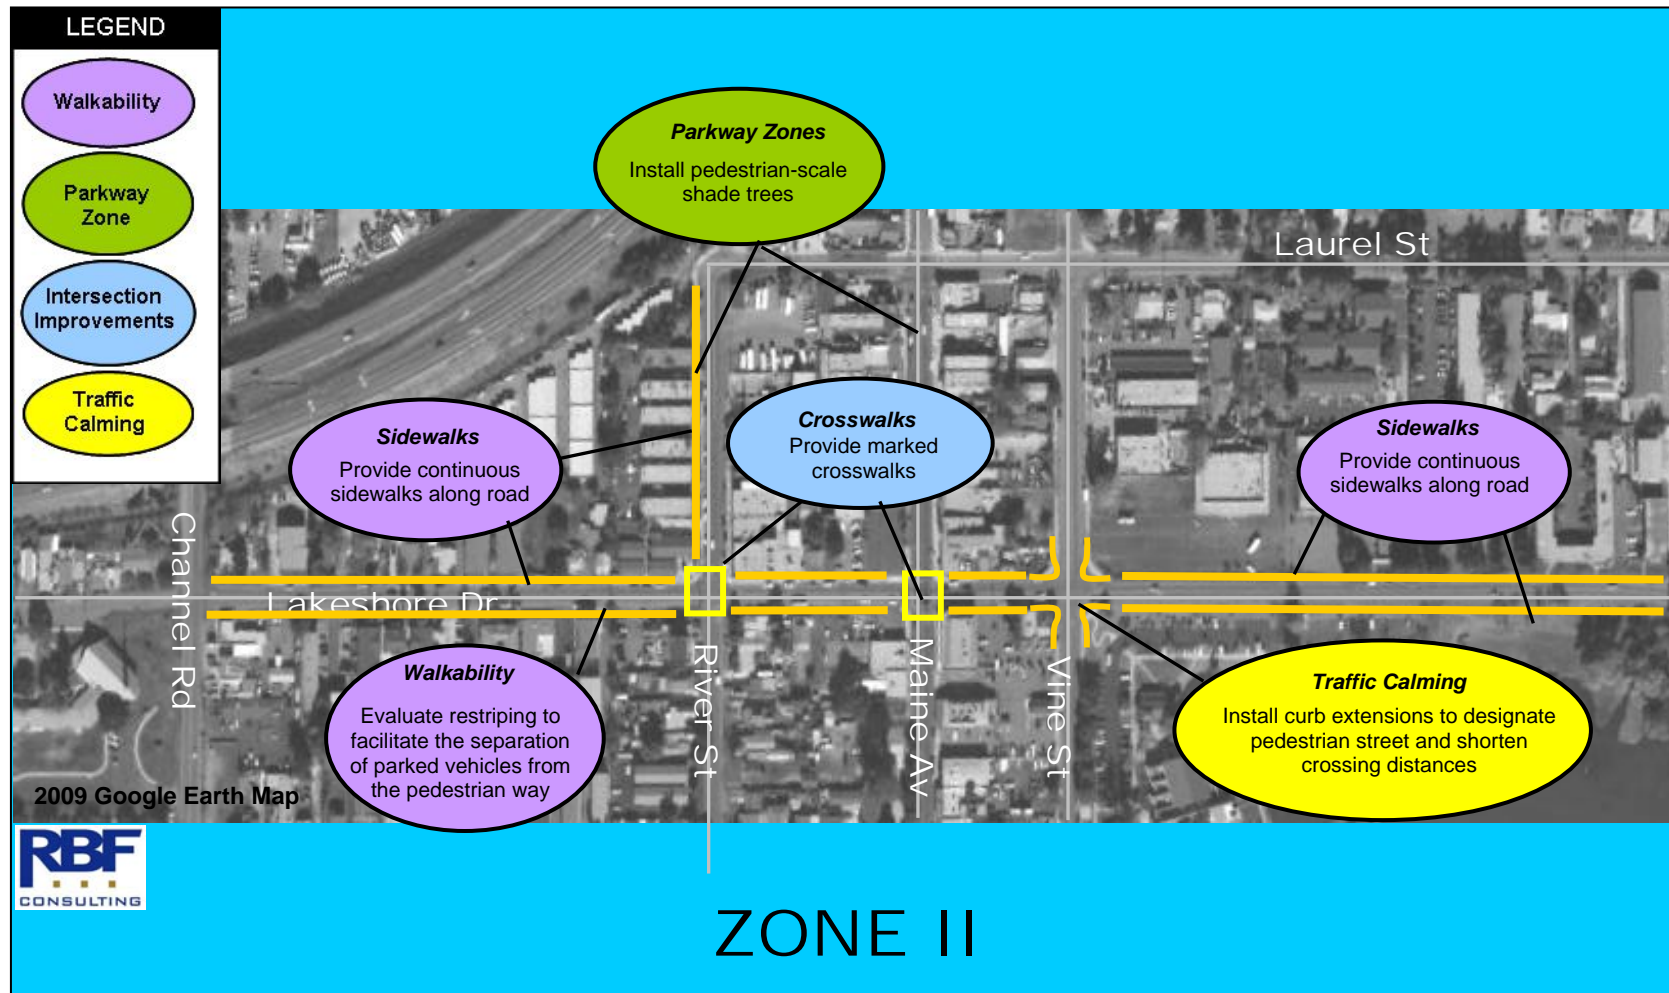 LEGEND
Walkability
Parkway
Zone
Intersection
Improvements
Traffic
Calming
Parkway Zones
Install pedestrian-scale
shade trees
Laurel St
Sidewalks
Provide continuous
sidewalks along road
Crosswalks
Provide marked
crosswalks
Sidewalks
Provide continuous
sidewalks along road
Channel Rd
Lakeshore Dr
River St
Maine Av
Vine St
Walkability
Evaluate restriping to
facilitate the separation
of parked vehicles from
the pedestrian way
Traffic Calming
Install curb extensions to designate
pedestrian street and shorten
crossing distances
2009 Google Earth Map
RBF
CONSULTING
ZONE II